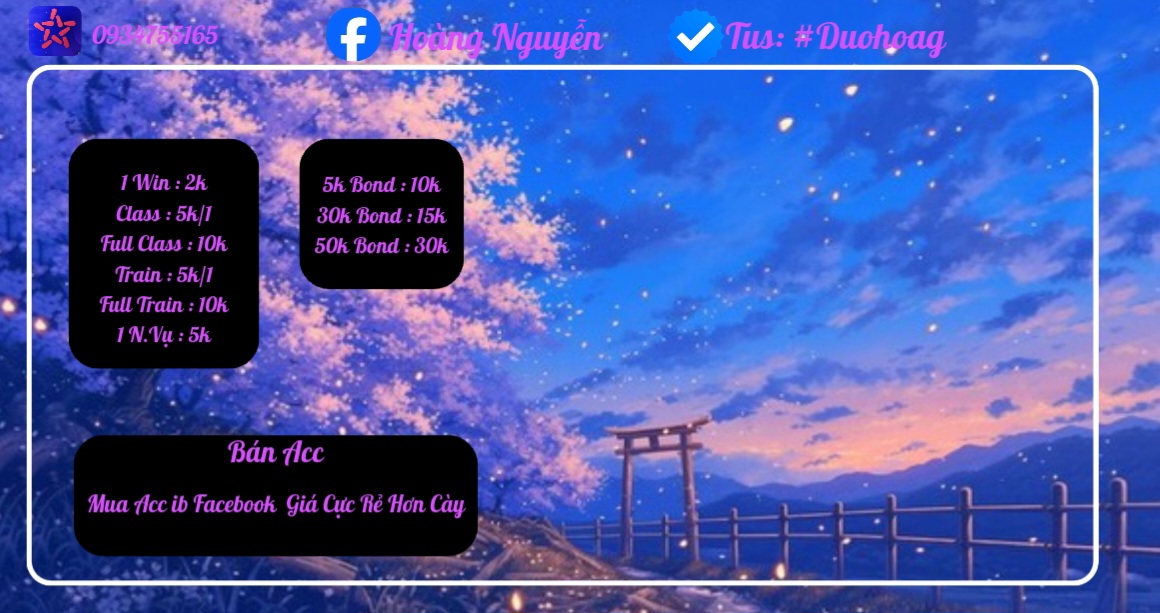 0934753165
Hoàng Nguyễn
Tus: #Duohoag
1 Win : 2k
Class : 5k/1
Full Class : 10k
Train : 5k/1
Full Train : 10k
1 N.Vụ : 5k
5k Bond : 10k
30k Bond : 15k
50k Bond : 30k
Bán Acc
Mua Acc ib Facebook Giá Cực Rẻ Hơn Cày